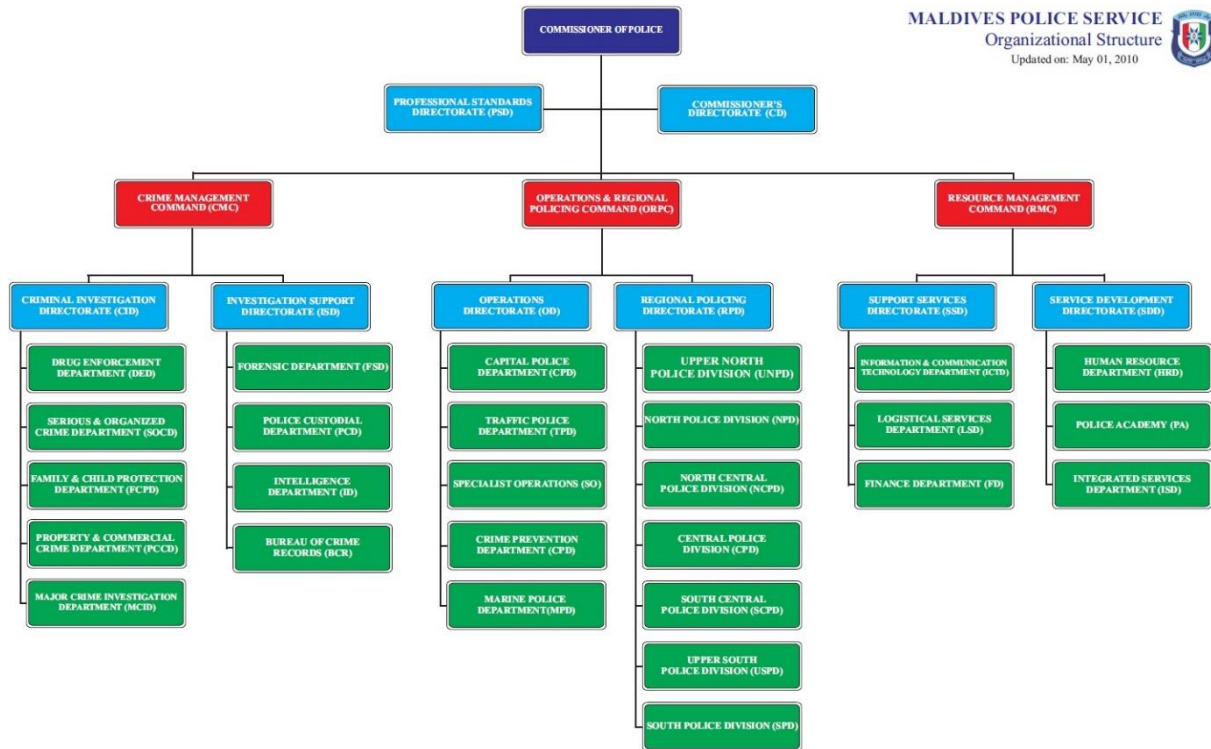 MALDIVES POLICE SERVICE
Organizational Structure
Updated on: May 01, 2010
COMMISSIONER OF POLICE
PROFESSIONAL STANDARDS
DIRECTORATE (PSD)
COMMISSIONER'S
DIRECTORATE (CD)
CRIME MANAGEMENT
COMMAND (CMC)
OPERATIONS & REGIONAL
POLICING COMMAND (ORPC)
RESOURCE MANAGEMENT
COMMAND (RMC)
CRIMINAL INVESTIGATION
DIRECTORATE (CID)
DRUG ENFORCEMENT
DEPARTMENT (DED)
SERIOUS & ORGANIZED
CRIME DEPARTMENT (SOCD)
FAMILY & CHILD PROTECTION
DEPARTMENT (FCPD)
PROPERTY & COMMERCIAL
CRIME DEPARTMENT (PCCD)
MAJOR CRIME INVESTIGATION
DEPARTMENT (MCID)
INVESTIGATION SUPPORT
DIRECTORATE (ISD)
FORENSIC DEPARTMENT (FSD)
POLICE CUSTODIAL
DEPARTMENT (PCD)
INTELLIGENCE
DEPARTMENT (ID)
BUREAU OF CRIME
RECORDS (BCR)
OPERATIONS
DIRECTORATE (OD)
CAPITAL POLICE
DEPARTMENT (CPD)
TRAFFIC POLICE
DEPARTMENT (TPD)
SPECIALIST OPERATIONS (SO)
CRIME PREVENTION
DEPARTMENT (CPD)
MARINE POLICE
DEPARTMENT(MPD)
REGIONAL POLICING
DIRECTORATE (RPD)
UPPER NORTH
POLICE DIVISION (UNPD)
NORTH POLICE DIVISION (NPD)
NORTH CENTRAL
POLICE DIVISION (NCPD)
CENTRAL POLICE
DIVISION (CPD)
SOUTH CENTRAL
POLICE DIVISION (SCPD)
UPPER SOUTH
POLICE DIVISION (USPD)
SOUTH POLICE DIVISION (SPD)
SUPPORT SERVICES
DIRECTORATE (SSD)
INFORMATION & COMMUNICATION
TECHNOLOGY DEPARTMENT (ICTD)
LOGISTICAL SERVICES
DEPARTMENT (LSD)
FINANCE DEPARTMENT (FD)
SERVICE DEVELOPMENT
DIRECTORATE (SDD)
HUMAN RESOURCE
DEPARTMENT (HRD)
POLICE ACADEMY (PA)
INTEGRATED SERVICES
DEPARTMENT (ISD)